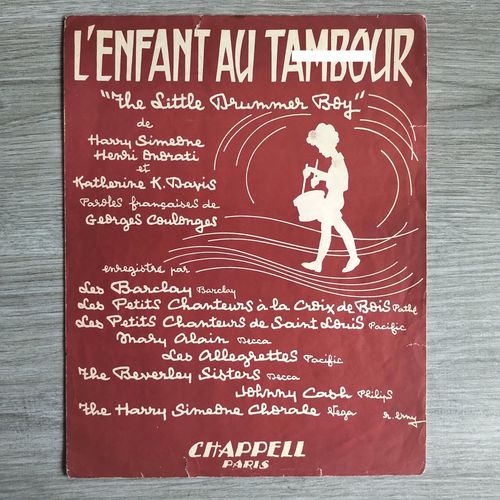 L'ENFANT AU TAMBOUR
"The Little Drummer Boy"
de
Harry Simeone
Henri Onorati
et
Katherine K. Davis
Paroles françaises de
Georges Coulonges
enregistré par
Les Barclay Barclay
Les Petits Chanteurs à la Croix de Bois Pathé
Les Petits Chanteurs de Saint Louis Pacific
Mary Alain Decca
Les Allegrettes Pacific
The Beverley Sisters Decca
Johnny Cash Philips
The Harry Simeone Chorale Vega
CHAPPELL
PARIS